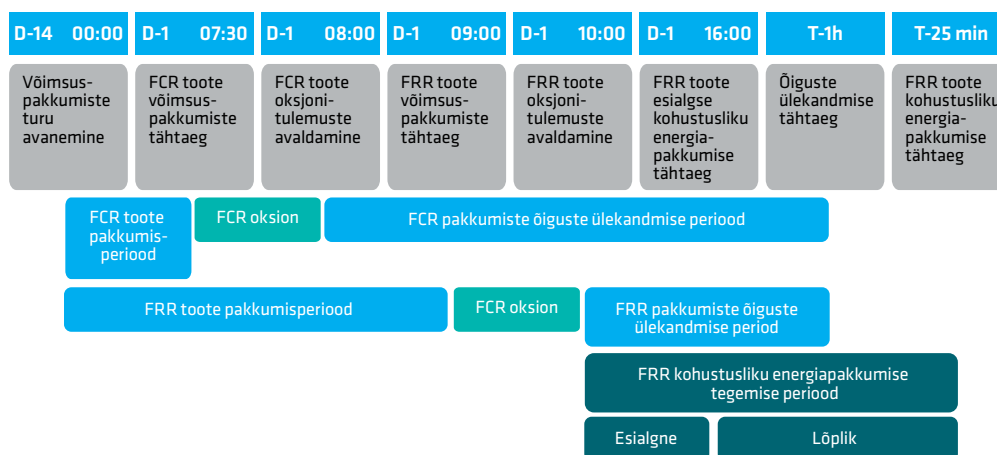 D-14 00:00 D-1 07:30 D-1 08:00 D-1 09:00 D-1 10:00 D-1 16:00 T-1h T-25 min
Võimsus-
pakkumiste
turu
avanemine
FCR toote
võimsus-
pakkumiste
tähtaeg
FCR toote
oksjoni-
tulemuste
avaldamine
FRR toote
võimsus-
pakkumiste
tähtaeg
FRR toote
oksjoni-
tulemuste
avaldamine
FRR toote
esialgse
kohustusliku
energia-
pakkumise
tähtaeg
Õiguste
ülekandmise
tähtaeg
FRR toote
kohustusliku
energia-
pakkumise
tähtaeg
FCR toote
pakkumis-
periood
FCR oksion
FCR pakkumiste õiguste ülekandmise periood
FRR toote pakkumisperiood
FCR oksion
FRR pakkumiste õiguste
ülekandmise period
FRR kohustusliku energiapakkumise
tegemise periood
Esialgne
Lõplik